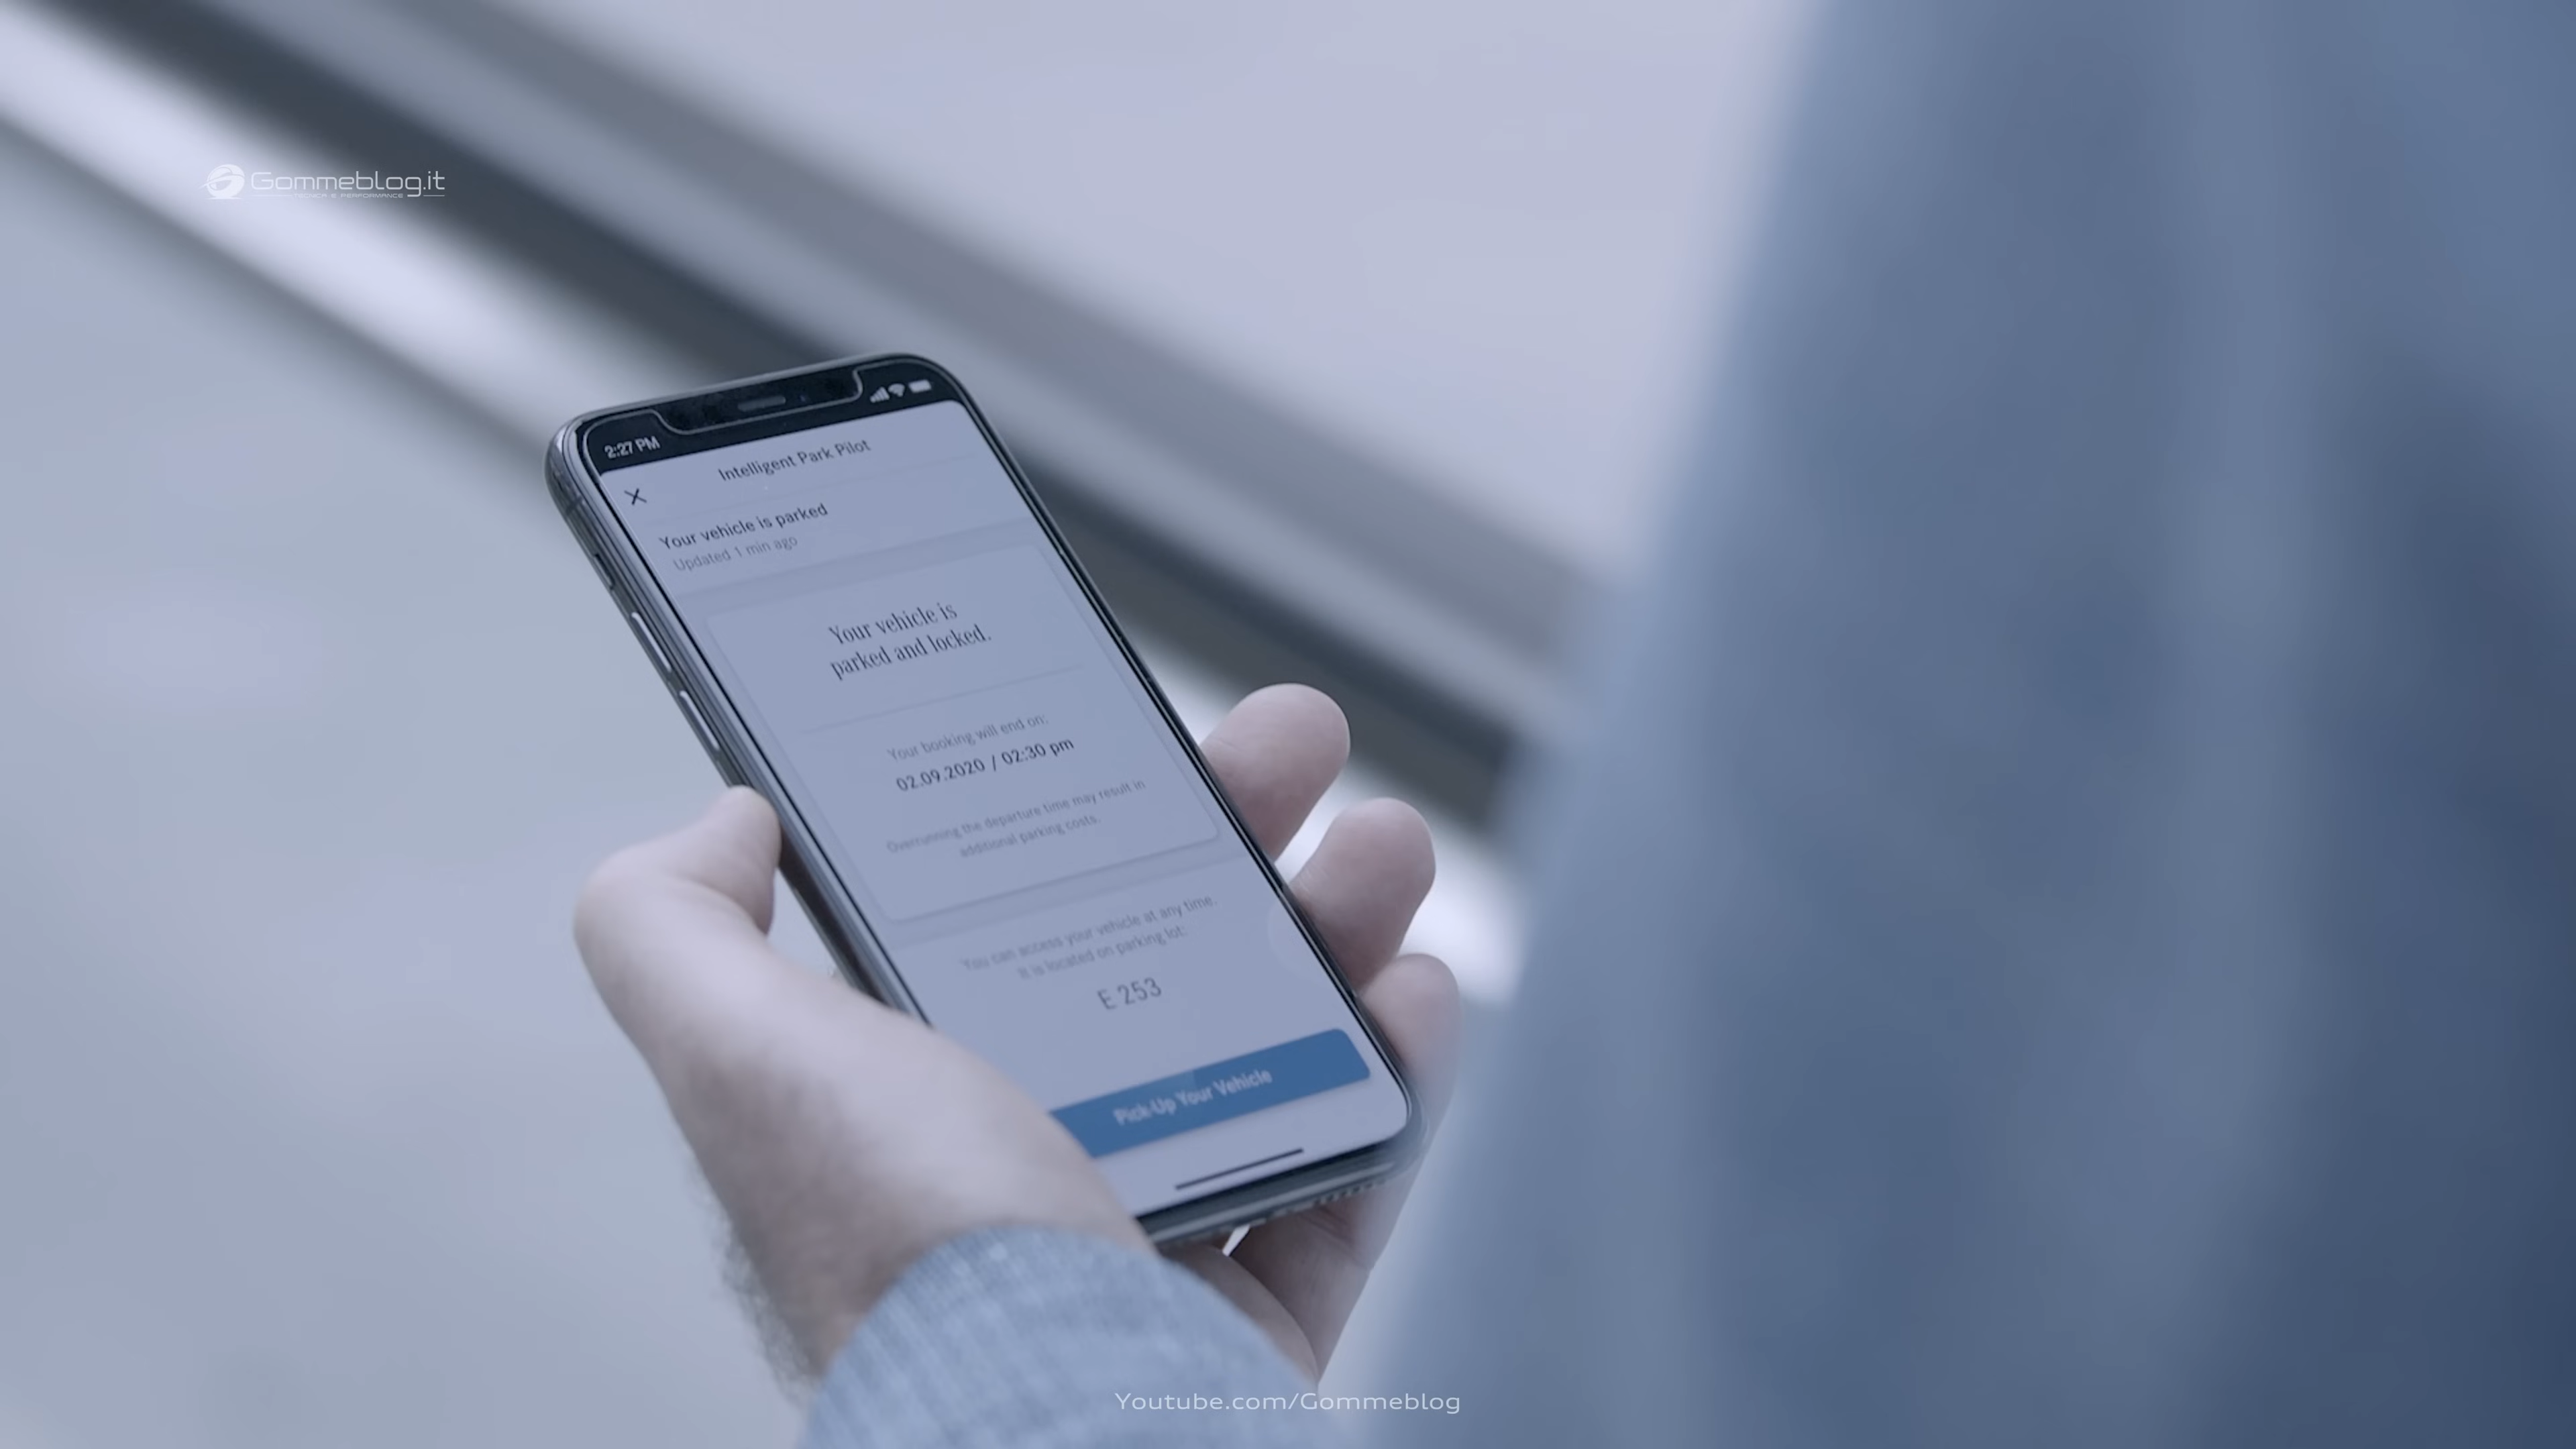 Gommeblog.it
TECNICA E PERFORMANCE
2:27 PM
Intelligent Park Pilot
Your vehicle is parked
Updated 1 min ago
Your vehicle is
parked and locked.
Your booking will end on:
02.09.2020 / 02:30 pm
Overrunning the departure time may result in
additional parking costs.
You can access your vehicle at any time.
It is located on parking lot:
E 253
Pick-Up Your Vehicle
Youtube.com/Gommeblog